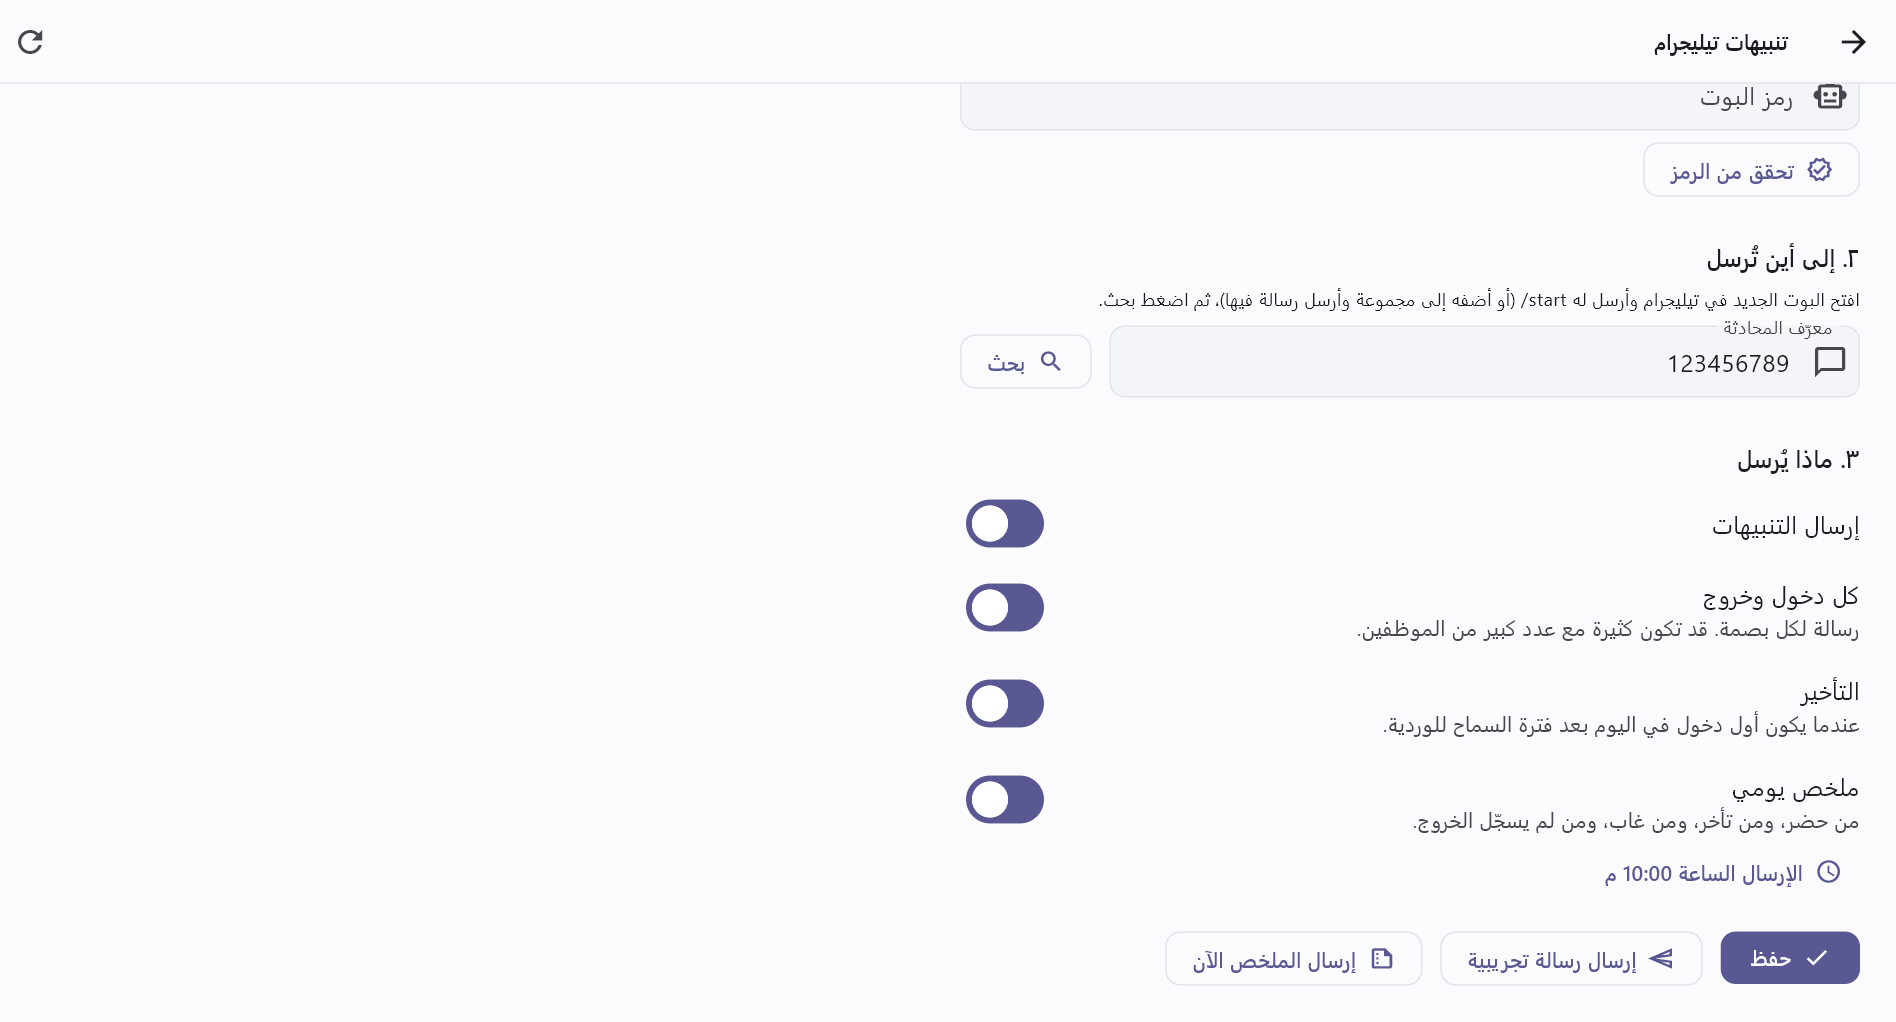 تنبيهات تيليجرام
رمز البوت
تحقق من الرمز
٢. إلى أين تُرسل
افتح البوت الجديد في تيليجرام وأرسل له ‎/start (أو أضفه إلى مجموعة وأرسل رسالة فيها)، ثم اضغط بحث.
معرّف المحادثة
123456789
بحث
٣. ماذا يُرسل
إرسال التنبيهات
كل دخول وخروج
رسالة لكل بصمة. قد تكون كثيرة مع عدد كبير من الموظفين.
التأخير
عندما يكون أول دخول في اليوم بعد فترة السماح للوردية.
ملخص يومي
من حضر، ومن تأخر، ومن غاب، ومن لم يسجّل الخروج.
الإرسال الساعة 10:00 م
حفظ
إرسال رسالة تجريبية
إرسال الملخص الآن